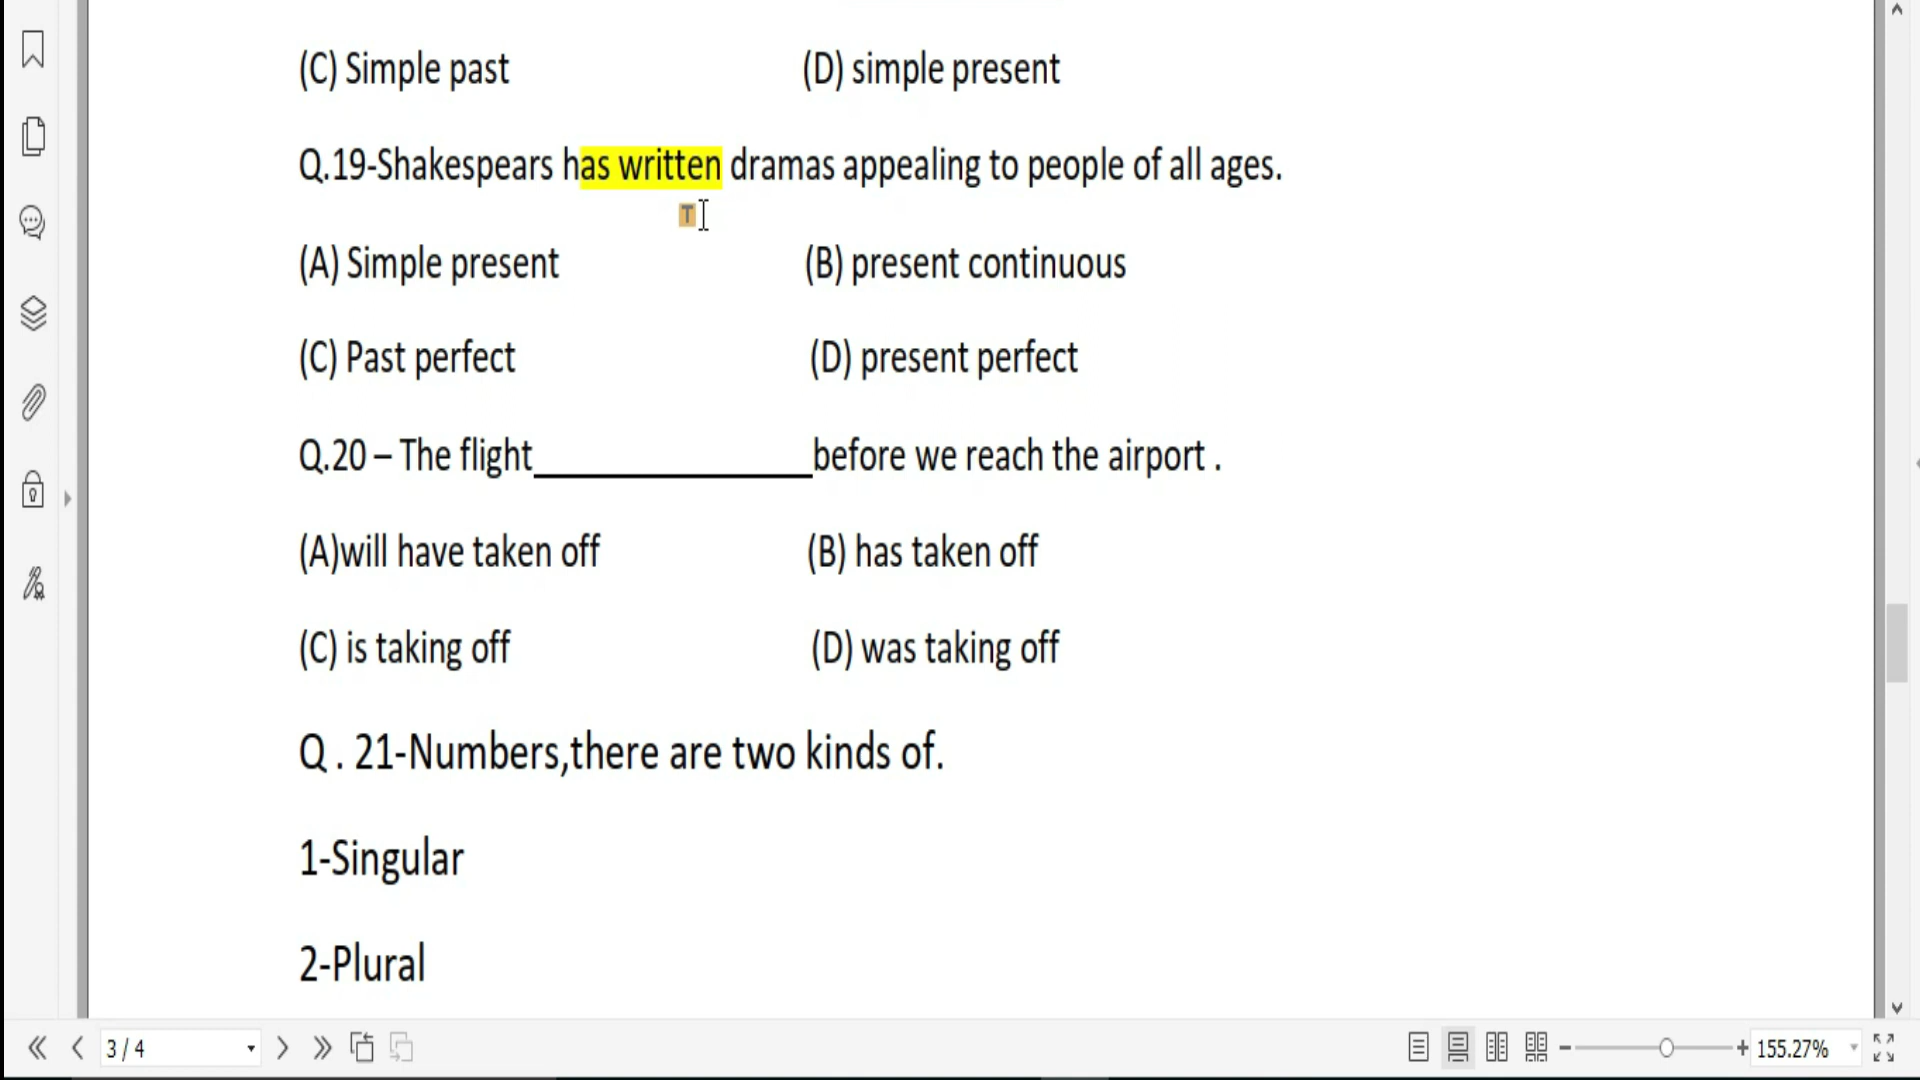 (C) Simple past (D) simple present
Q.19-Shakespears has written dramas appealing to people of all ages.
T
(A) Simple present (B) present continuous
(C) Past perfect (D) present perfect
Q.20 – The flight______________before we reach the airport .
(A)will have taken off (B) has taken off
(C) is taking off (D) was taking off
Q . 21-Numbers,there are two kinds of.
1-Singular
2-Plural
3 / 4 155.27%